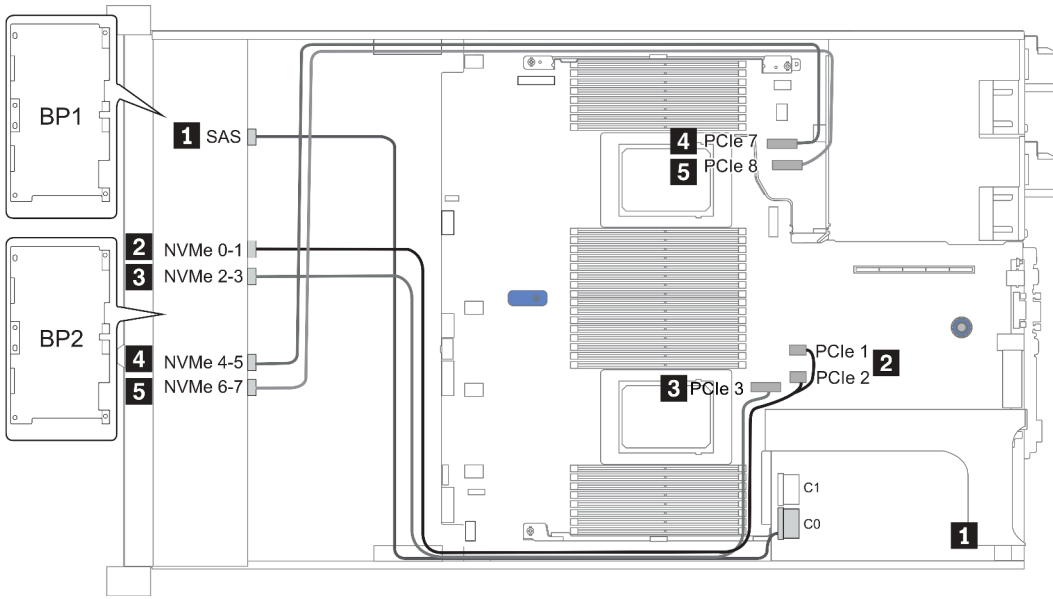 BP1
1 SAS
4 PCIe 7
5 PCIe 8
2 NVMe 0-1
3 NVMe 2-3
BP2
4 NVMe 4-5
5 NVMe 6-7
PCIe 1
2
PCIe 2
3 PCIe 3
C1
C0
1